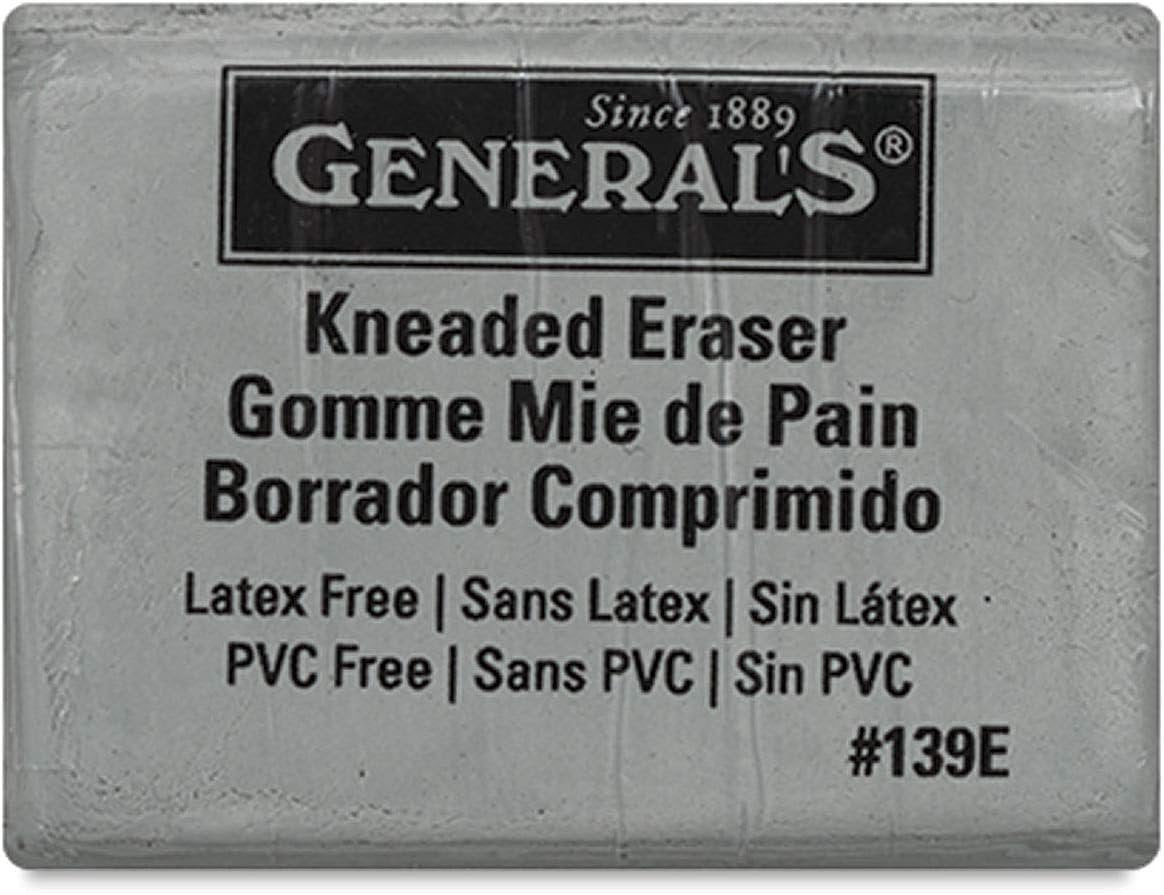 Since 1889
GENERAL'S®
Kneaded Eraser
Gomme Mie de Pain
Borrador Comprimido
Latex Free | Sans Latex | Sin Látex
PVC Free | Sans PVC | Sin PVC
#139E